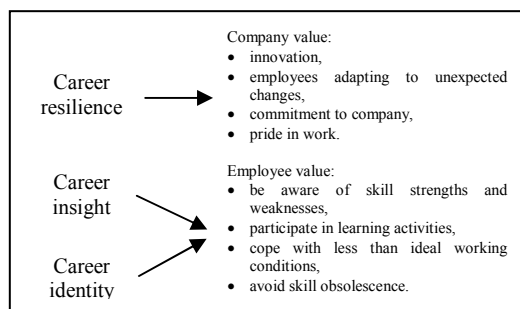 Career
resilience
Company value:
• innovation,
• employees adapting to unexpected
changes,
• commitment to company,
• pride in work.
Career
insight
Career
identity
Employee value:
• be aware of skill strengths and
weaknesses,
• participate in learning activities,
• cope with less than ideal working
conditions,
• avoid skill obsolescence.